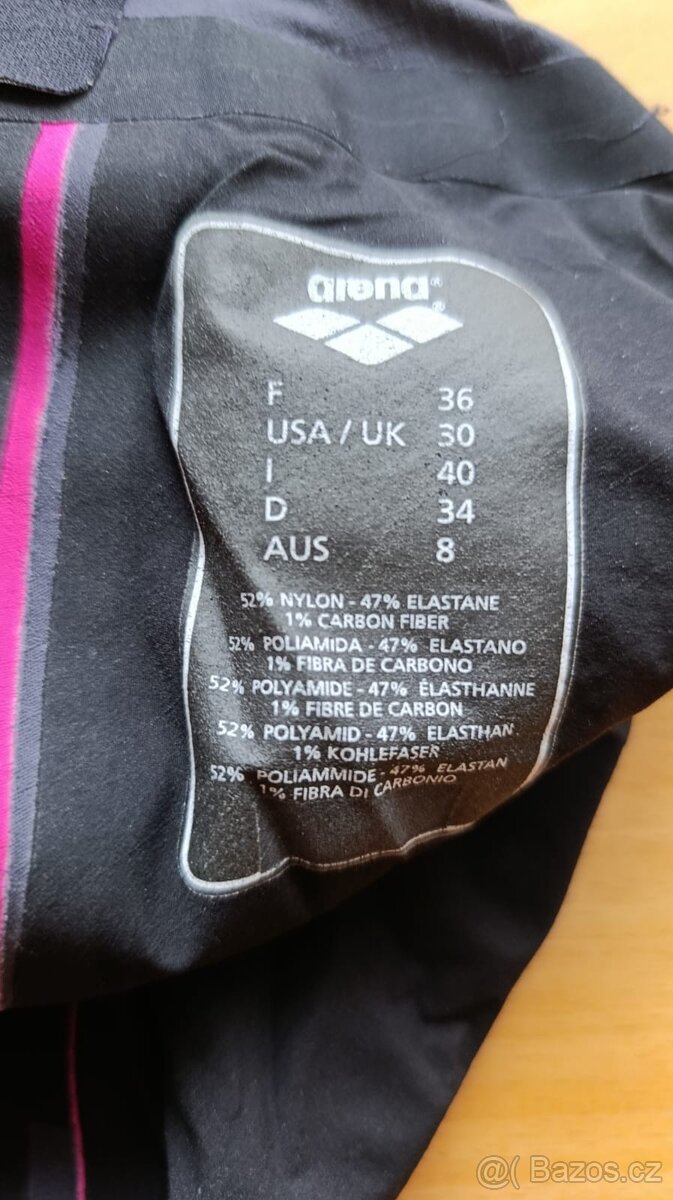 arena®
®
F 36
USA / UK 30
I 40
D 34
AUS 8
52% NYLON - 47% ELASTANE
1% CARBON FIBER
52% POLIAMIDA - 47% ELASTANO
1% FIBRA DE CARBONO
52% POLYAMIDE - 47% ÉLASTHANNE
1% FIBRE DE CARBON
52% POLYAMID - 47% ELASTHAN
1% KOHLEFASER
52% POLIAMMIDE - 47% ELASTAN
1% FIBRA DI CARBONIO
@( Bazoš.cz